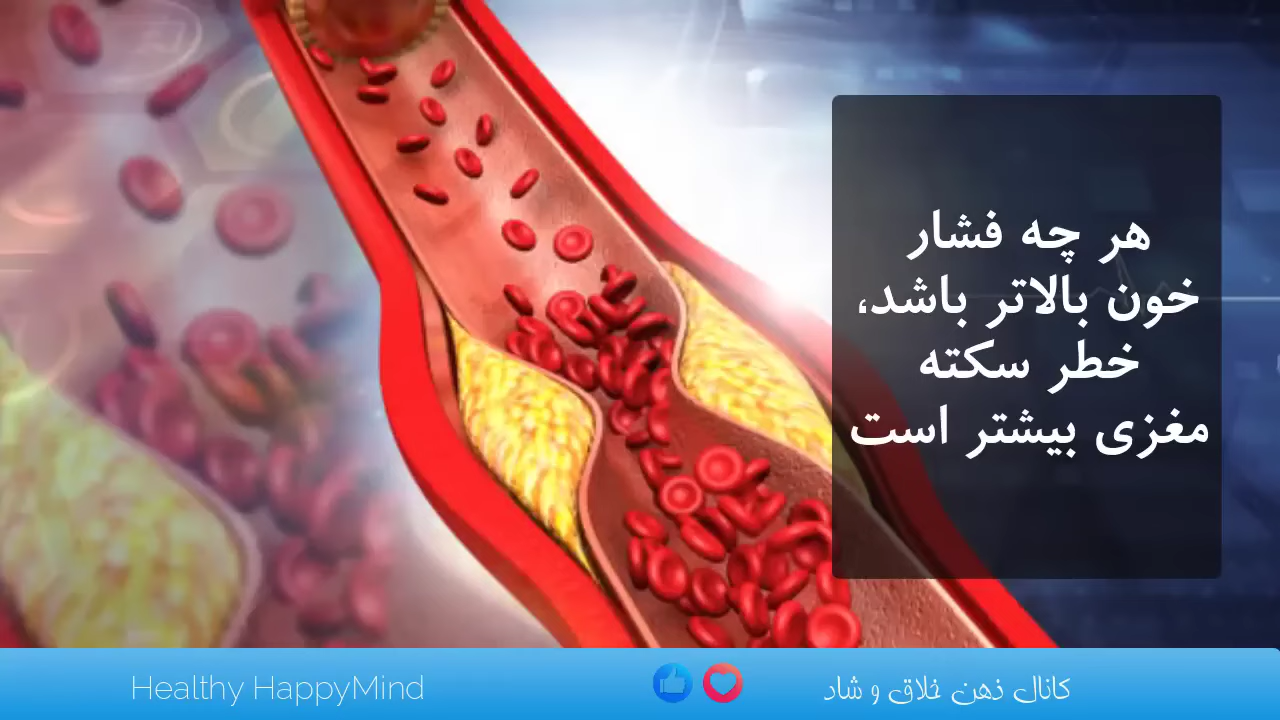 هر چه فشار
خون بالاتر باشد،
خطر سکته
مغزی بیشتر است
Healthy HappyMind
کانال ذهن خلاق و شاد